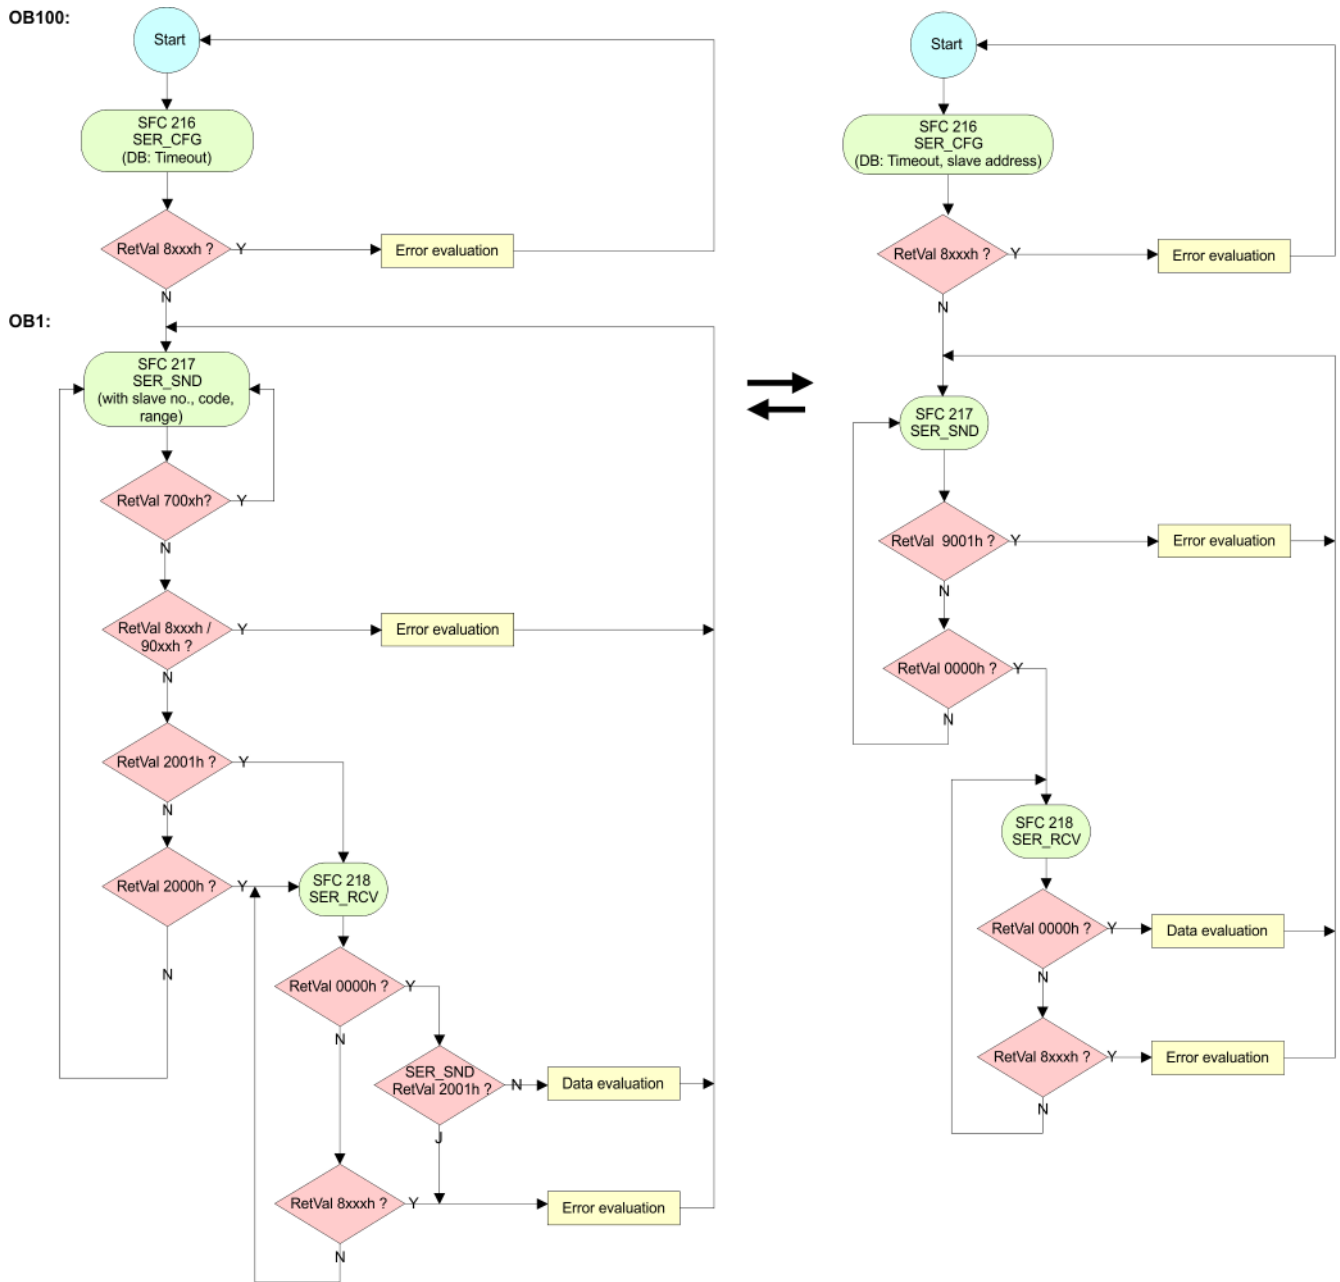 OB100:
Start
SFC 216
SER_CFG
(DB: Timeout)
RetVal 8xxxh ?
Y
Error evaluation
N
OB1:
SFC 217
SER_SND
(with slave no., code,
range)
RetVal 700xh?
Y
N
RetVal 8xxxh /
90xxh ?
Y
Error evaluation
N
RetVal 2001h ?
Y
N
RetVal 2000h ?
Y
N
SFC 218
SER_RCV
RetVal 0000h ?
Y
N
SER_SND
RetVal 2001h ?
N
Data evaluation
J
RetVal 8xxxh ?
Y
Error evaluation
N
Start
SFC 216
SER_CFG
(DB: Timeout, slave address)
RetVal 8xxxh ?
Y
Error evaluation
N
SFC 217
SER_SND
RetVal 9001h ?
Y
Error evaluation
N
RetVal 0000h ?
Y
N
SFC 218
SER_RCV
RetVal 0000h ?
Y
Data evaluation
N
RetVal 8xxxh ?
Y
Error evaluation
N